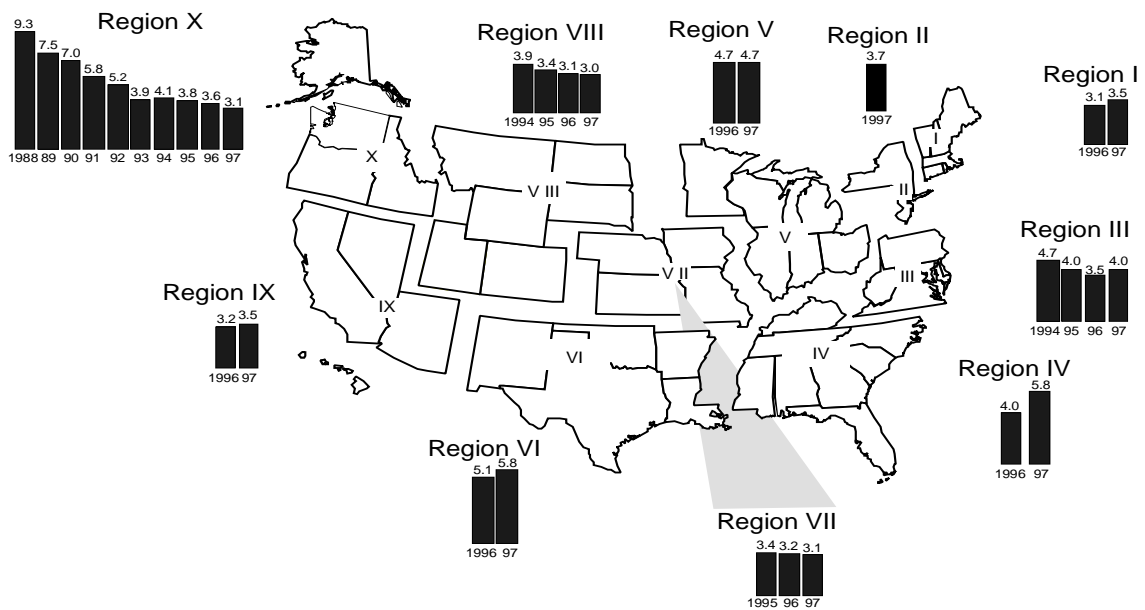 Region X
9.3
7.5
7.0
5.8
5.2
3.9
4.1
3.8
3.6
3.1
1988 89 90 91 92 93 94 95 96 97
Region VIII
3.9
3.4
3.1
3.0
1994 95 96 97
Region V
4.7 4.7
1996 97
Region II
3.7
1997
Region I
3.1 3.5
1996 97
Region III
4.7
4.0
3.5
4.0
1994 95 96 97
Region IX
3.2 3.5
1996 97
Region IV
4.0
5.8
1996 97
Region VI
5.1
5.8
1996 97
Region VII
3.4 3.2 3.1
1995 96 97
X
V III
I
II
V
V II
III
IX
VI
IV